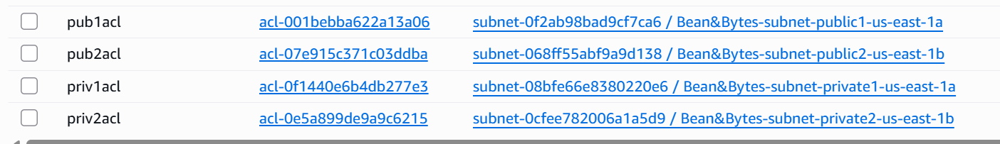 pub1acl acl-001bebba622a13a06 subnet-0f2ab98bad9cf7ca6 / Bean&Bytes-subnet-public1-us-east-1a
pub2acl acl-07e915c371c03ddba subnet-068ff55abf9a9d138 / Bean&Bytes-subnet-public2-us-east-1b
priv1acl acl-0f1440e6b4db277e3 subnet-08bfe66e8380220e6 / Bean&Bytes-subnet-private1-us-east-1a
priv2acl acl-0e5a899de9a9c6215 subnet-0cfee782006a1a5d9 / Bean&Bytes-subnet-private2-us-east-1b